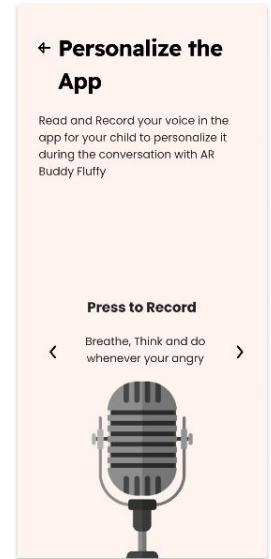 Personalize the
App
Read and Record your voice in the
app for your child to personalize it
during the conversation with AR
Buddy Fluffy
Press to Record
Breathe, Think and do
whenever your angry